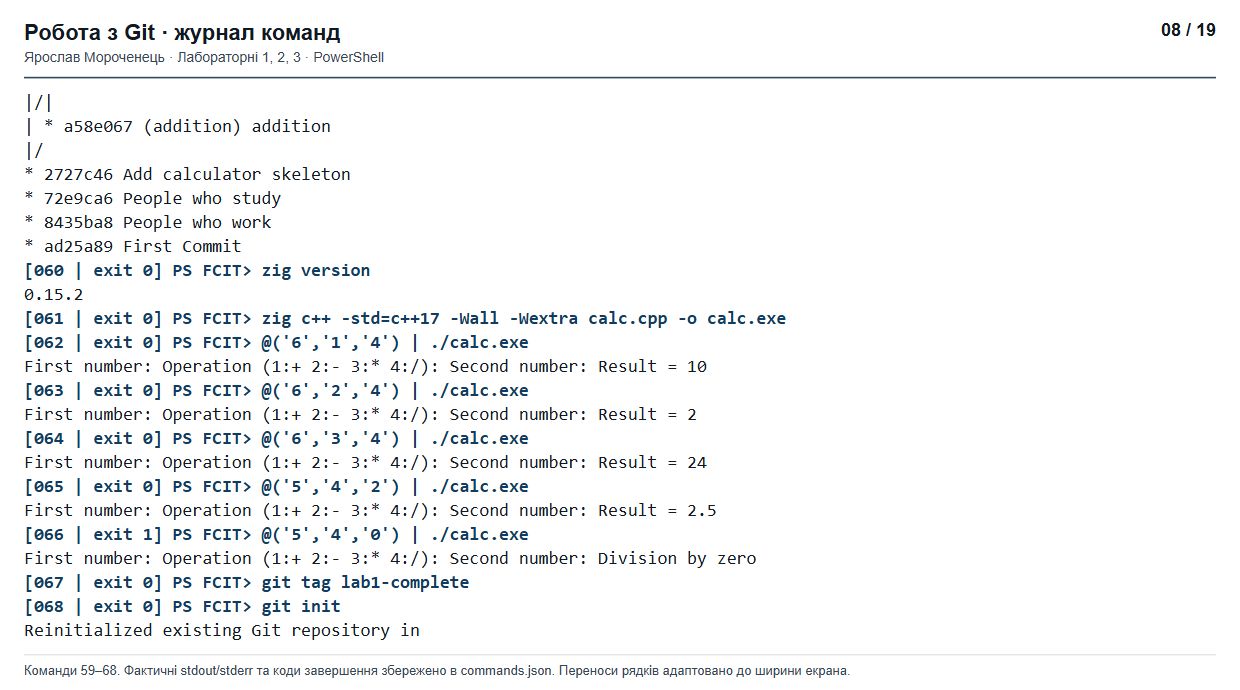 Робота з Git · журнал команд
08 / 19
Ярослав Мороченець · Лабораторні 1, 2, 3 · PowerShell
|/|
| * a58e067 (addition) addition
|/
* 2727c46 Add calculator skeleton
* 72e9ca6 People who study
* 8435ba8 People who work
* ad25a89 First Commit
[060 | exit 0] PS FCIT> zig version
0.15.2
[061 | exit 0] PS FCIT> zig c++ -std=c++17 -Wall -Wextra calc.cpp -o calc.exe
[062 | exit 0] PS FCIT> @('6','1','4') | ./calc.exe
First number: Operation (1:+ 2:- 3:* 4:/): Second number: Result = 10
[063 | exit 0] PS FCIT> @('6','2','4') | ./calc.exe
First number: Operation (1:+ 2:- 3:* 4:/): Second number: Result = 2
[064 | exit 0] PS FCIT> @('6','3','4') | ./calc.exe
First number: Operation (1:+ 2:- 3:* 4:/): Second number: Result = 24
[065 | exit 0] PS FCIT> @('5','4','2') | ./calc.exe
First number: Operation (1:+ 2:- 3:* 4:/): Second number: Result = 2.5
[066 | exit 1] PS FCIT> @('5','4','0') | ./calc.exe
First number: Operation (1:+ 2:- 3:* 4:/): Second number: Division by zero
[067 | exit 0] PS FCIT> git tag lab1-complete
[068 | exit 0] PS FCIT> git init
Reinitialized existing Git repository in
Команди 59–68. Фактичні stdout/stderr та коди завершення збережено в commands.json. Переноси рядків адаптовано до ширини екрана.